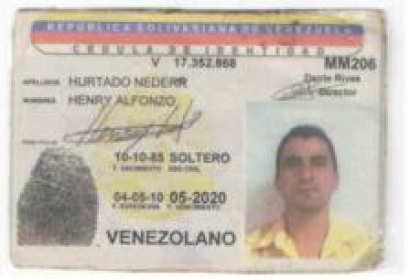 REPUBLICA BOLIVARIANA DE VENEZUELA
CEDULA DE IDENTIDAD
V 17.352.868 MM206
APELLIDOS HURTADO NEDERR
NOMBRES HENRY ALFONZO
Dante Rivas
Director
10-10-85 SOLTERO
F. NACIMIENTO EDO. CIVIL
04-05-10 05-2020
F. EXPEDICION F. VENCIMIENTO
VENEZOLANO